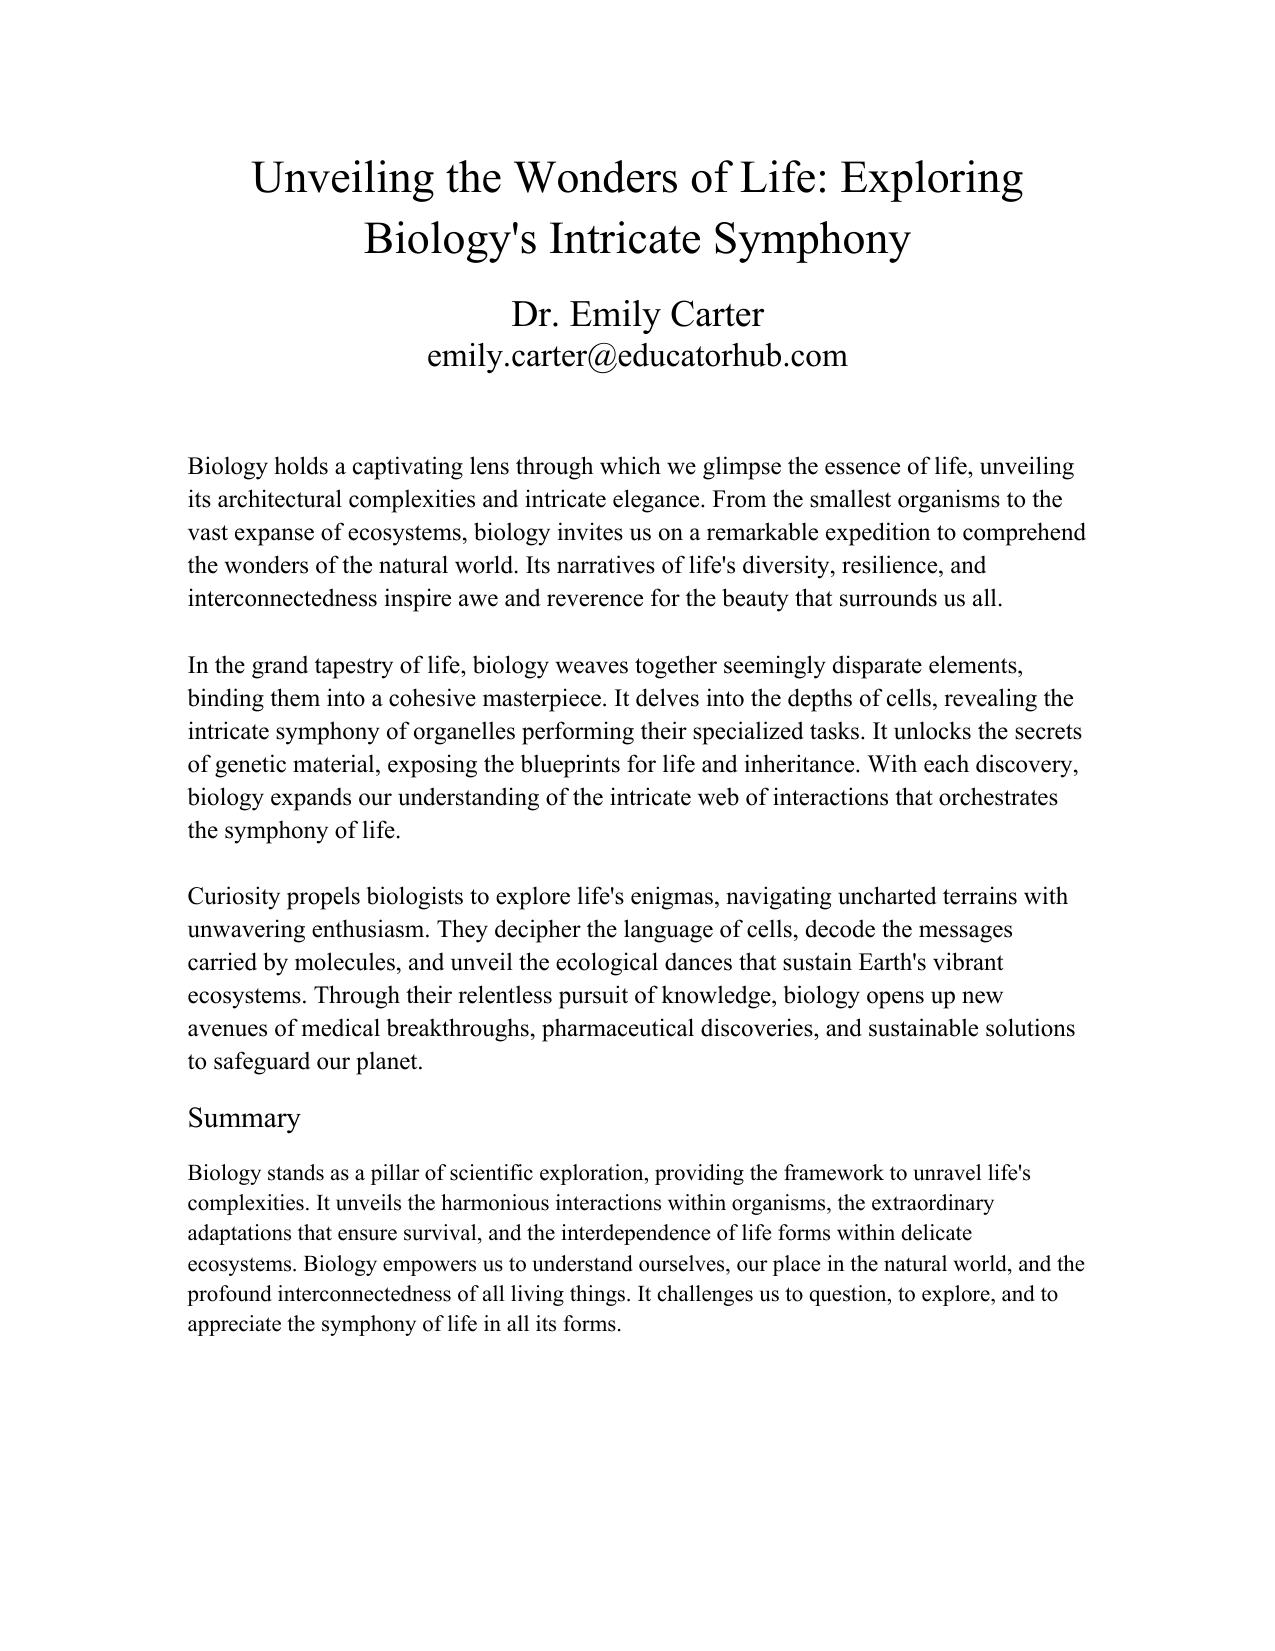 Unveiling the Wonders of Life: Exploring
Biology's Intricate Symphony
Dr. Emily Carter
emily.carter@educatorhub.com
Biology holds a captivating lens through which we glimpse the essence of life, unveiling
its architectural complexities and intricate elegance. From the smallest organisms to the
vast expanse of ecosystems, biology invites us on a remarkable expedition to comprehend
the wonders of the natural world. Its narratives of life's diversity, resilience, and
interconnectedness inspire awe and reverence for the beauty that surrounds us all.
In the grand tapestry of life, biology weaves together seemingly disparate elements,
binding them into a cohesive masterpiece. It delves into the depths of cells, revealing the
intricate symphony of organelles performing their specialized tasks. It unlocks the secrets
of genetic material, exposing the blueprints for life and inheritance. With each discovery,
biology expands our understanding of the intricate web of interactions that orchestrates
the symphony of life.
Curiosity propels biologists to explore life's enigmas, navigating uncharted terrains with
unwavering enthusiasm. They decipher the language of cells, decode the messages
carried by molecules, and unveil the ecological dances that sustain Earth's vibrant
ecosystems. Through their relentless pursuit of knowledge, biology opens up new
avenues of medical breakthroughs, pharmaceutical discoveries, and sustainable solutions
to safeguard our planet.
Summary
Biology stands as a pillar of scientific exploration, providing the framework to unravel life's
complexities. It unveils the harmonious interactions within organisms, the extraordinary
adaptations that ensure survival, and the interdependence of life forms within delicate
ecosystems. Biology empowers us to understand ourselves, our place in the natural world, and the
profound interconnectedness of all living things. It challenges us to question, to explore, and to
appreciate the symphony of life in all its forms.